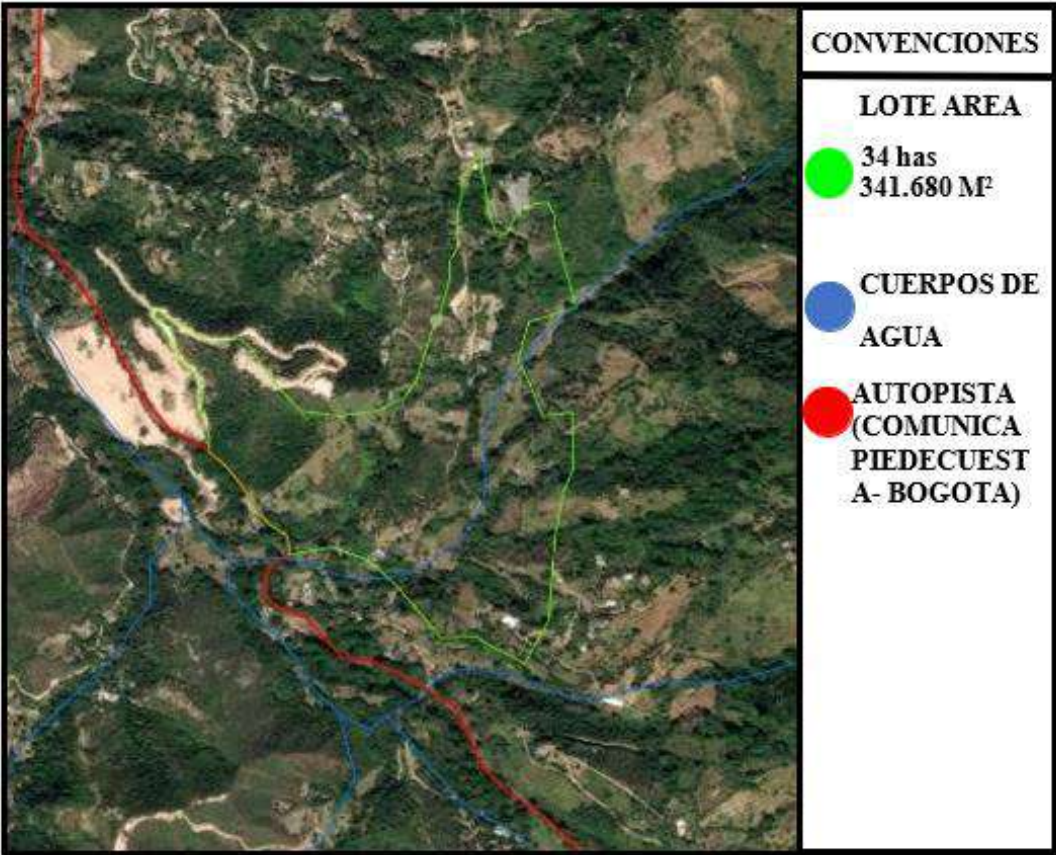 CONVENCIONES
LOTE AREA
34 has
341.680 M²
CUERPOS DE
AGUA
AUTOPISTA
(COMUNICA
PIEDECUEST
A- BOGOTA)